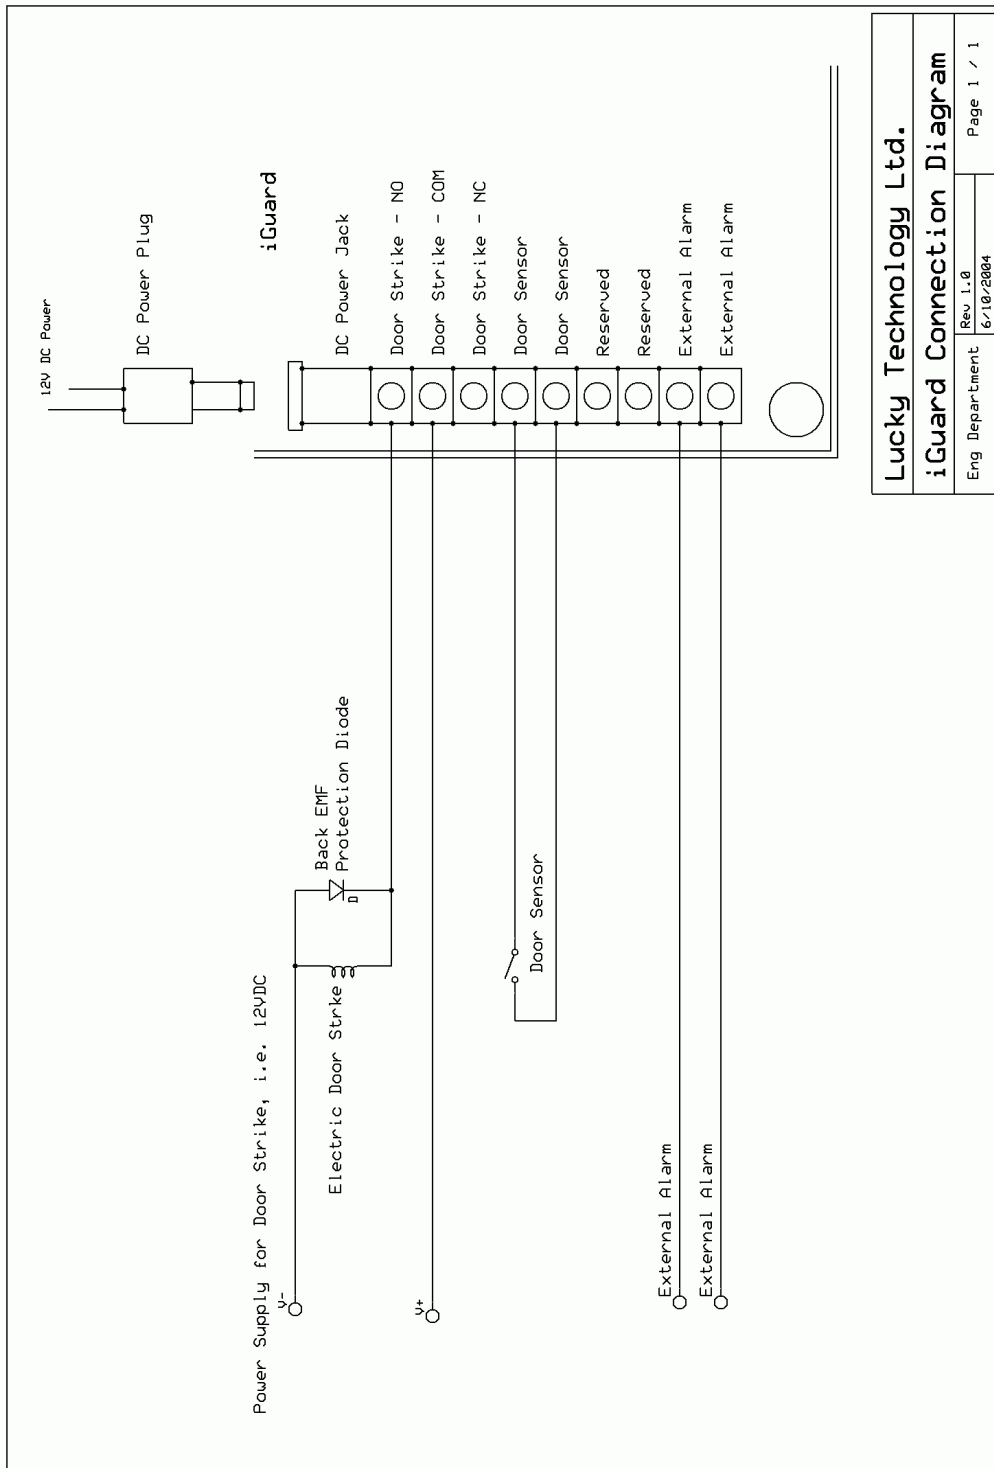 12V DC Power
DC Power Plug
iGuard
DC Power Jack
Door Strike - NO
Door Strike - COM
Door Strike - NC
Door Sensor
Door Sensor
Reserved
Reserved
External Alarm
External Alarm
Back EMF
Protection Diode
D
Power Supply for Door Strike, i.e. 12VDC
Electric Door Strke
Door Sensor
V-
V+
External Alarm
External Alarm
Lucky Technology Ltd.
iGuard Connection Diagram
Eng Department
Rev 1.0
6/10/2004
Page 1 / 1